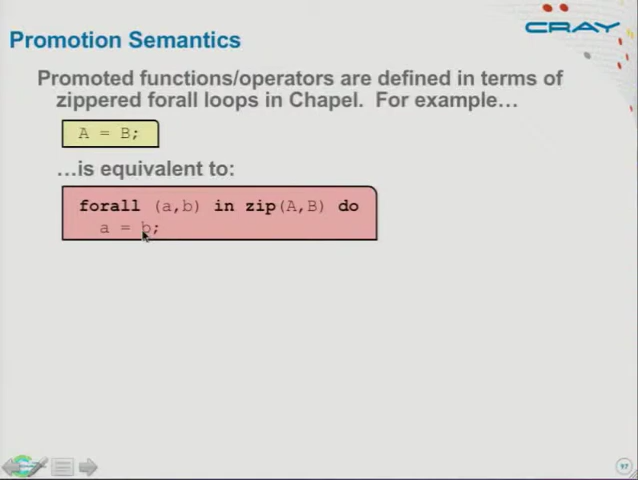 CRAY
Promotion Semantics
Promoted functions/operators are defined in terms of
zippered forall loops in Chapel. For example…
A = B;
…is equivalent to:
forall (a,b) in zip(A,B) do
a = b;
97